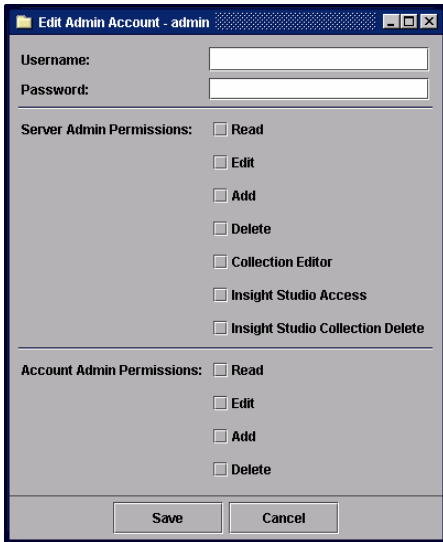 Edit Admin Account - admin
Username:
Password:
Server Admin Permissions: Read
Edit
Add
Delete
Collection Editor
Insight Studio Access
Insight Studio Collection Delete
Account Admin Permissions: Read
Edit
Add
Delete
Save Cancel